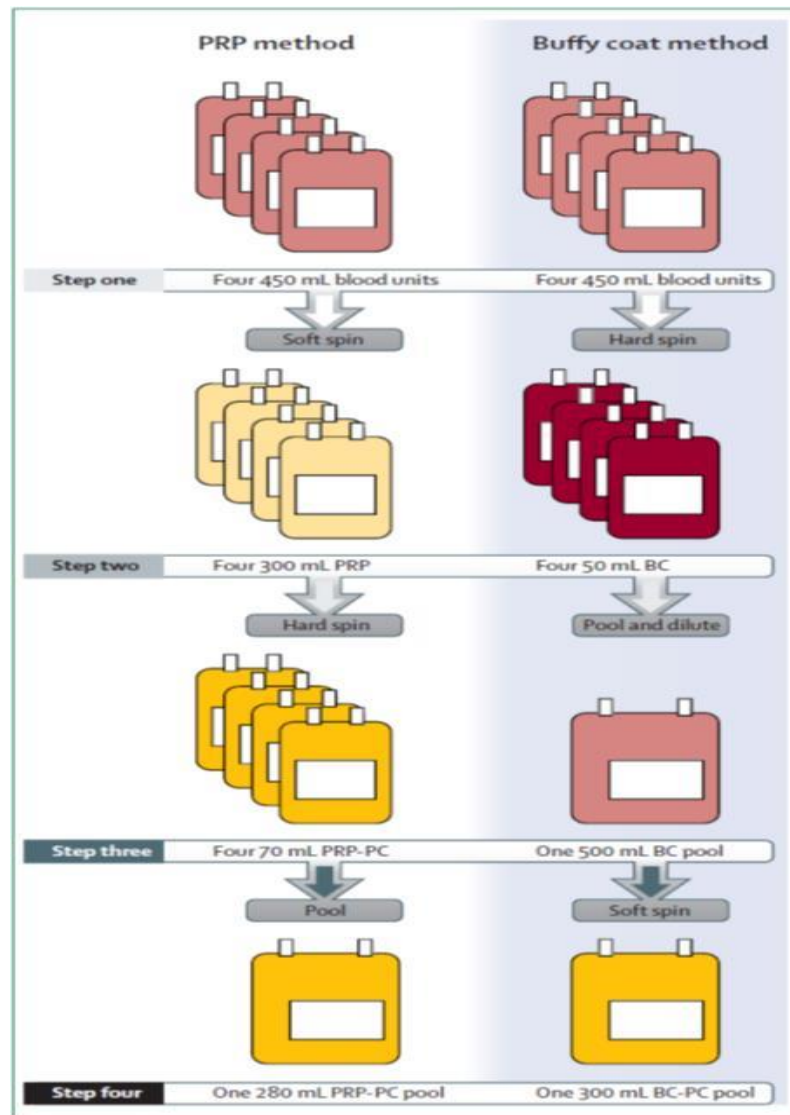 PRP method Buffy coat method
Step one Four 450 mL blood units Four 450 mL blood units
Soft spin Hard spin
Step two Four 300 mL PRP Four 50 mL BC
Hard spin Pool and dilute
Step three Four 70 mL PRP-PC One 500 mL BC pool
Pool Soft spin
Step four One 280 mL PRP-PC pool One 300 mL BC-PC pool